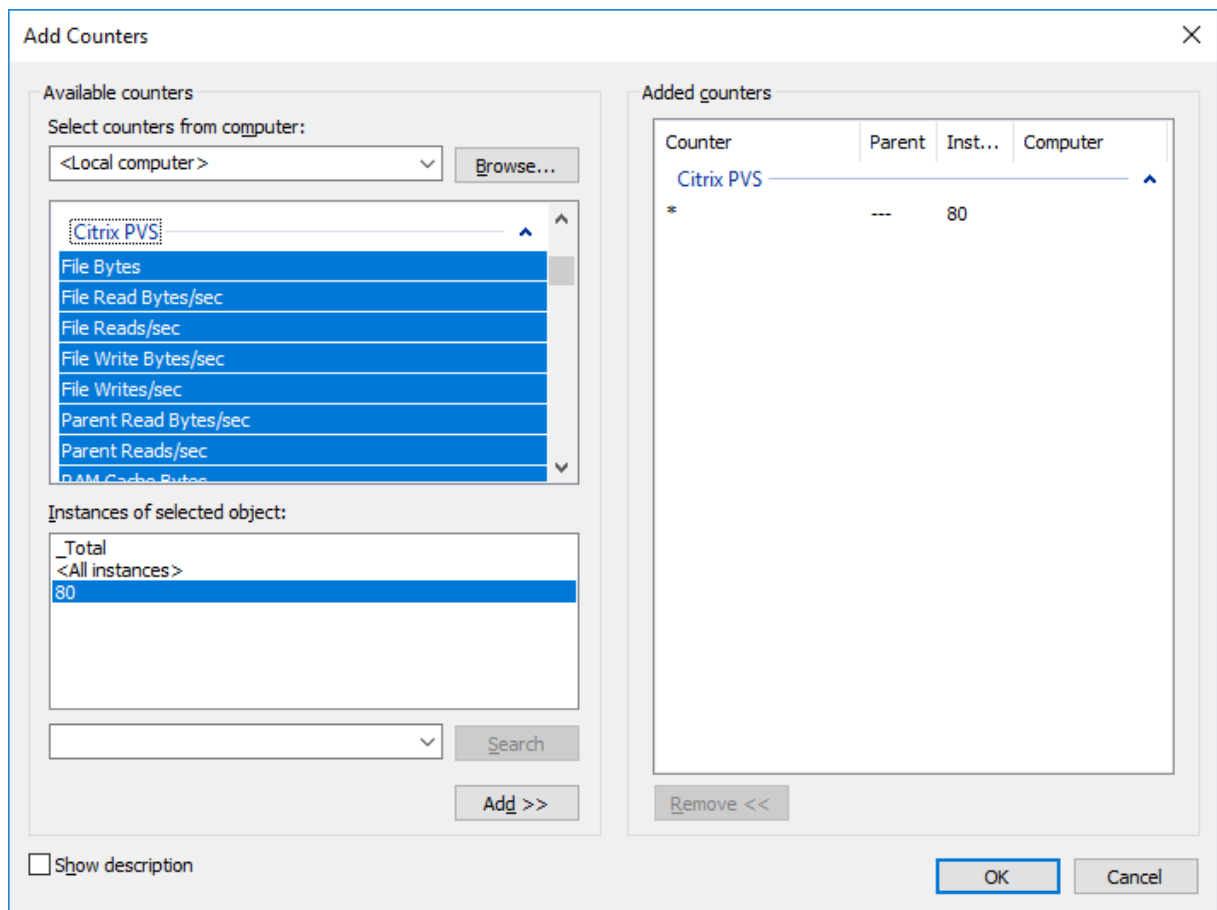 Add Counters
Available counters
Select counters from computer:
<Local computer>
Browse...
Citrix PVS
File Bytes
File Read Bytes/sec
File Reads/sec
File Write Bytes/sec
File Writes/sec
Parent Read Bytes/sec
Parent Reads/sec
RAM Cache Bytes
Instances of selected object:
_Total
<All instances>
80
Search
Add >>
Show description
Added counters
Counter Parent Inst... Computer
Citrix PVS
* --- 80
Remove <<
OK Cancel